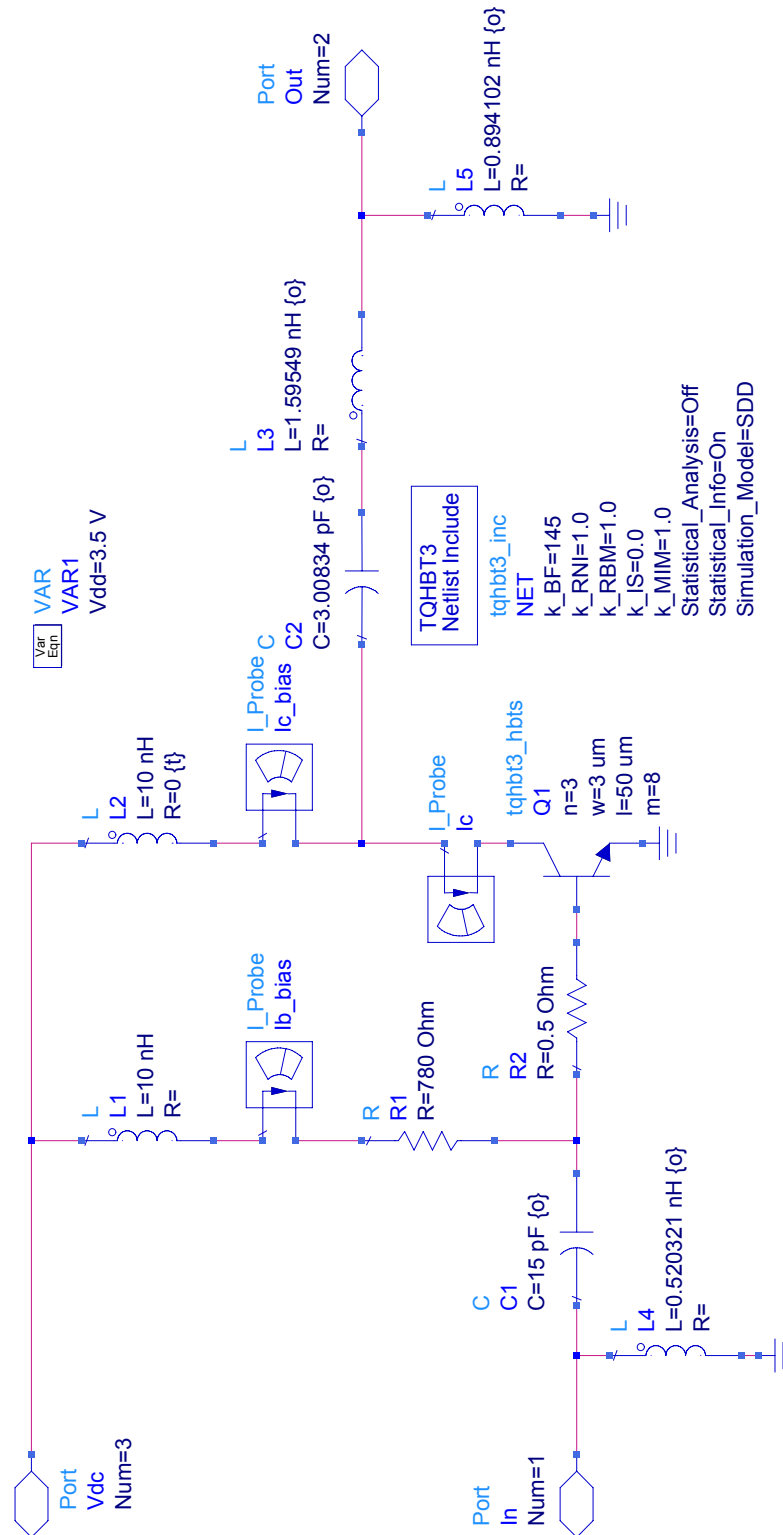 Port
Vdc
Num=3
L
L1
L=10 nH
R=
L
L2
L=10 nH
R=0 {t}
Var
Eqn
VAR
VAR1
Vdd=3.5 V
I_Probe
Ib_bias
I_Probe
Ic_bias
C
C2
C=3.00834 pF {o}
L
L3
L=1.59549 nH {o}
R=
Port
Out
Num=2
R
R1
R=780 Ohm
I_Probe
Ic
L
L5
L=0.894102 nH {o}
R=
TQHBT3
Netlist Include
tqhbt3_inc
NET
k_BF=145
k_RNI=1.0
k_RBM=1.0
k_IS=0.0
k_MIM=1.0
Statistical_Analysis=Off
Statistical_Info=On
Simulation_Model=SDD
Port
In
Num=1
C
C1
C=15 pF {o}
R
R2
R=0.5 Ohm
tqhbt3_hbts
Q1
n=3
w=3 um
l=50 um
m=8
L
L4
L=0.520321 nH {o}
R=